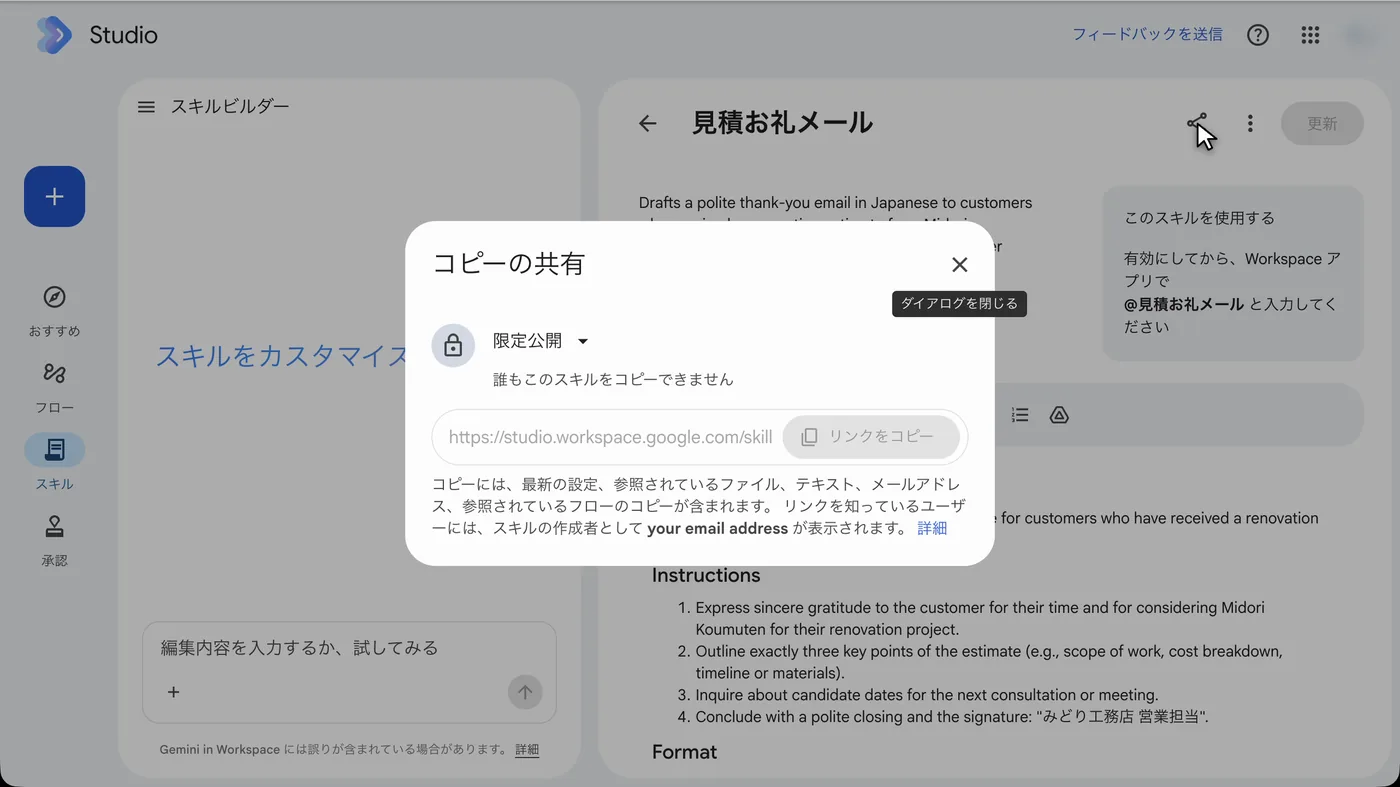 Studio
フィードバックを送信
スキルビルダー
見積お礼メール
更新
おすすめ
フロー
スキル
承認
スキルをカスタマイズ
編集内容を入力するか、試してみる
Gemini in Workspace には誤りが含まれている場合があります。 詳細
Drafts a polite thank-you email in Japanese to customers
このスキルを使用する
有効にしてから、Workspace ア
プリで
@見積お礼メール と入力してく
ださい
コピーの共有
ダイアログを閉じる
限定公開
誰もこのスキルをコピーできません
https://studio.workspace.google.com/skill
リンクをコピー
コピーには、最新の設定、参照されているファイル、テキスト、メールアドレ
ス、参照されているフローのコピーが含まれます。 リンクを知っているユーザ
ーには、スキルの作成者として your email address が表示されます。 詳細
for customers who have received a renovation
Instructions
1. Express sincere gratitude to the customer for their time and for considering Midori
Koumuten for their renovation project.
2. Outline exactly three key points of the estimate (e.g., scope of work, cost breakdown,
timeline or materials).
3. Inquire about candidate dates for the next consultation or meeting.
4. Conclude with a polite closing and the signature: "みどり工務店 営業担当".
Format